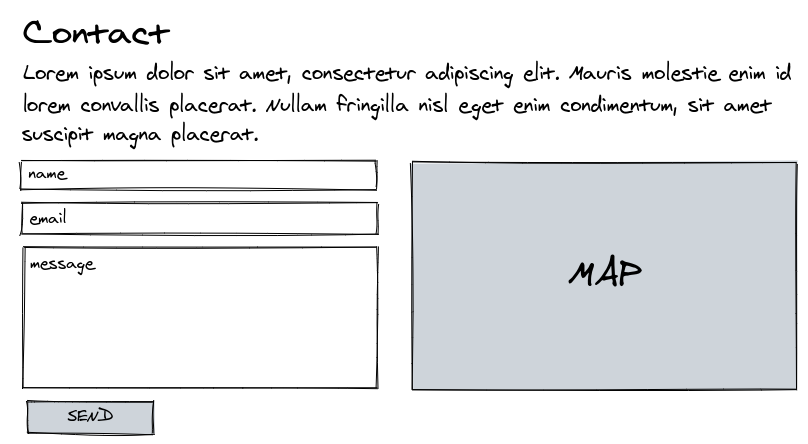 Contact
Lorem ipsum dolor sit amet, consectetur adipiscing elit. Mauris molestie enim id
lorem convallis placerat. Nullam fringilla nisl eget enim condimentum, sit amet
suscipit magna placerat.
name
email
message
MAP
SEND